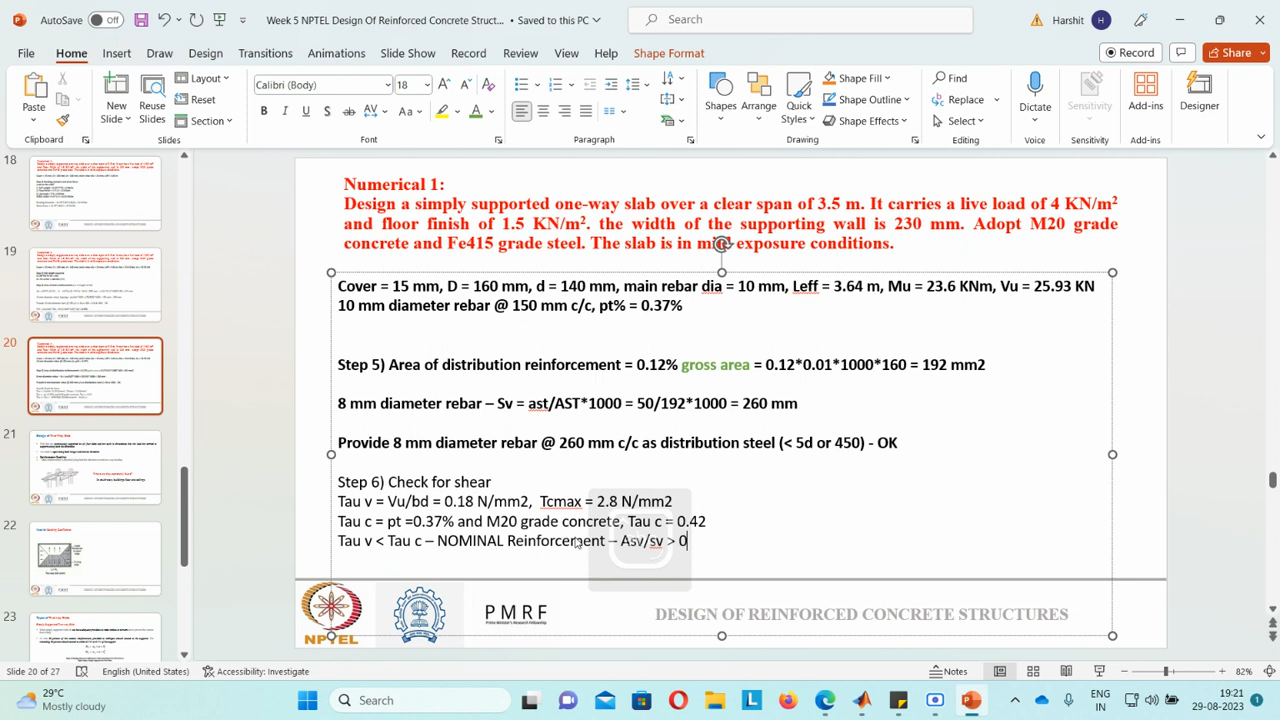 AutoSave Off Week 5 NPTEL Design Of Reinforced Concrete Struct... • Saved to this PC Search Harshit H
File Home Insert Draw Design Transitions Animations Slide Show Record Review View Help Shape Format Record Share
Paste New Slide Reuse Slides Layout Reset Section
Calibri (Body) 18
Shapes Arrange Quick Styles Shape Fill Shape Outline Shape Effects
Find Replace Select
Dictate Sensitivity Add-ins Designer
Clipboard Slides Font Paragraph Drawing Editing Voice Sensitivity Add-ins
18
19
20
21
22
23
Numerical 1:
Design a simply supported one-way slab over a clear span of 3.5 m. It carries a live load of 4 KN/m2
and floor finish of 1.5 KN/m2. the width of the supporting wall is 230 mm. Adopt M20 grade
concrete and Fe415 grade steel. The slab is in mild exposure conditions.
Cover = 15 mm, D = 160 mm, d = 140 mm, main rebar dia = 10 mm, Leff = 3.64 m, Mu = 23.6 KNm, Vu = 25.93 KN
10 mm diameter rebar @ 150 mm c/c, pt% = 0.37%
Step 5) Area of distribution reinforcement = 0.12% gross area = 0.12*0.01*1000*160 = 192 mm2
8 mm diameter rebar – Sv = ast/AST*1000 = 50/192*1000 = 260 mm
Provide 8 mm diameter rebar @ 260 mm c/c as distribution steel (< 5d or 450) - OK
Step 6) Check for shear
Tau v = Vu/bd = 0.18 N/mm2, Tcmax = 2.8 N/mm2
Tau c = pt =0.37% and M20 grade concrete, Tau c = 0.42
Tau v < Tau c – NOMINAL Reinforcement – Asv/sv > 0
NPTEL PMRF DESIGN OF REINFORCED CONCRETE STRUCTURES
Slide 20 of 27 English (United States) Accessibility: Investigate Notes 82%
29°C
Mostly cloudy
Search
ENG
IN
19:21
29-08-2023